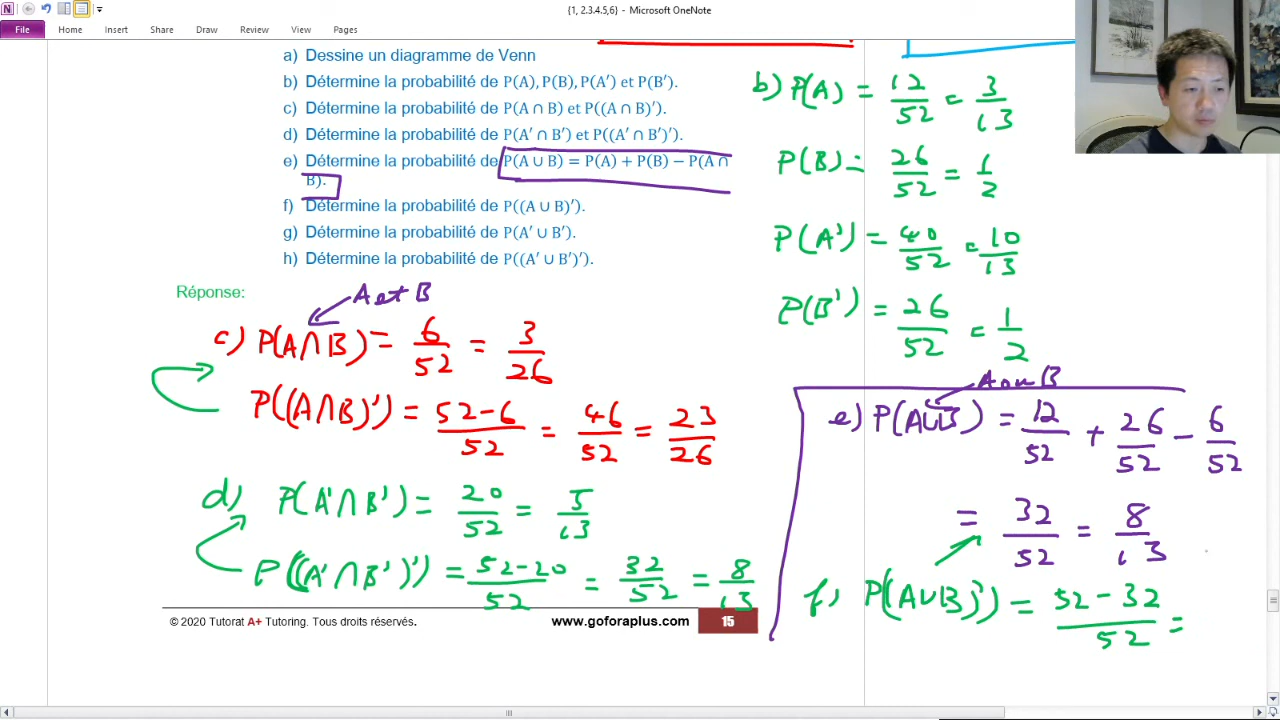 {1, 2.3.4.5,6} - Microsoft OneNote
File Home Insert Share Draw Review View Pages
a) Dessine un diagramme de Venn
b) Détermine la probabilité de P(A), P(B), P(A′) et P(B′).
c) Détermine la probabilité de P(A ∩ B) et P((A ∩ B)′).
d) Détermine la probabilité de P(A′ ∩ B′) et P((A′ ∩ B′)′).
e) Détermine la probabilité de P(A ∪ B) = P(A) + P(B) − P(A ∩
B).
f) Détermine la probabilité de P((A ∪ B)′).
g) Détermine la probabilité de P(A′ ∪ B′).
h) Détermine la probabilité de P((A′ ∪ B′)′).
Réponse:
A et B
c) P(A∩B) = 6/52 = 3/26
P((A∩B)′) = 52-6/52 = 46/52 = 23/26
d) P(A′∩B′) = 20/52 = 5/13
P((A′∩B′)′) = 52-20/52 = 32/52 = 8/13
b) P(A) = 12/52 = 3/13
P(B) = 26/52 = 1/2
P(A′) = 40/52 = 10/13
P(B′) = 26/52 = 1/2
A ou B
e) P(A∪B) = 12/52 + 26/52 − 6/52
= 32/52 = 8/13
f) P((A∪B)′) = 52-32/52 =
© 2020 Tutorat A+ Tutoring. Tous droits réservés. www.goforaplus.com 15